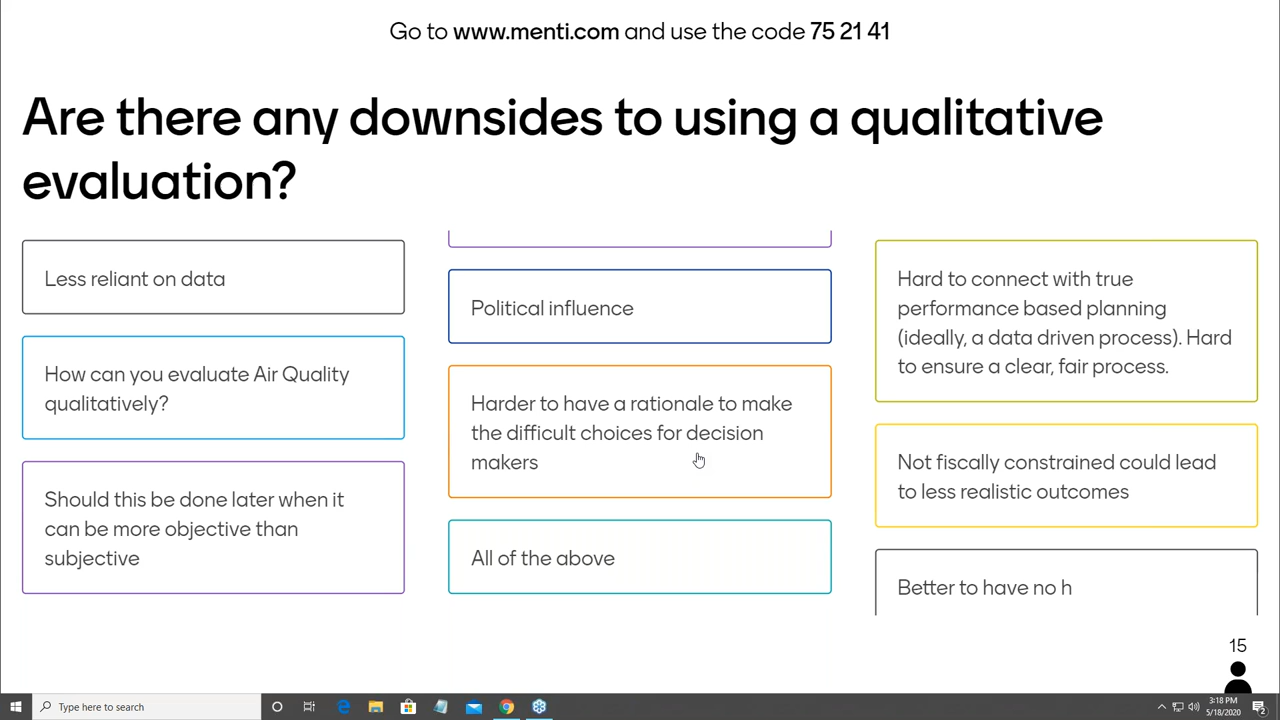 Go to www.menti.com and use the code 75 21 41
Are there any downsides to using a qualitative
evaluation?
Less reliant on data
How can you evaluate Air Quality
qualitatively?
Should this be done later when it
can be more objective than
subjective
Political influence
Harder to have a rationale to make
the difficult choices for decision
makers
All of the above
Hard to connect with true
performance based planning
(ideally, a data driven process). Hard
to ensure a clear, fair process.
Not fiscally constrained could lead
to less realistic outcomes
Better to have no h
15
Type here to search
3:18 PM
5/18/2020
2